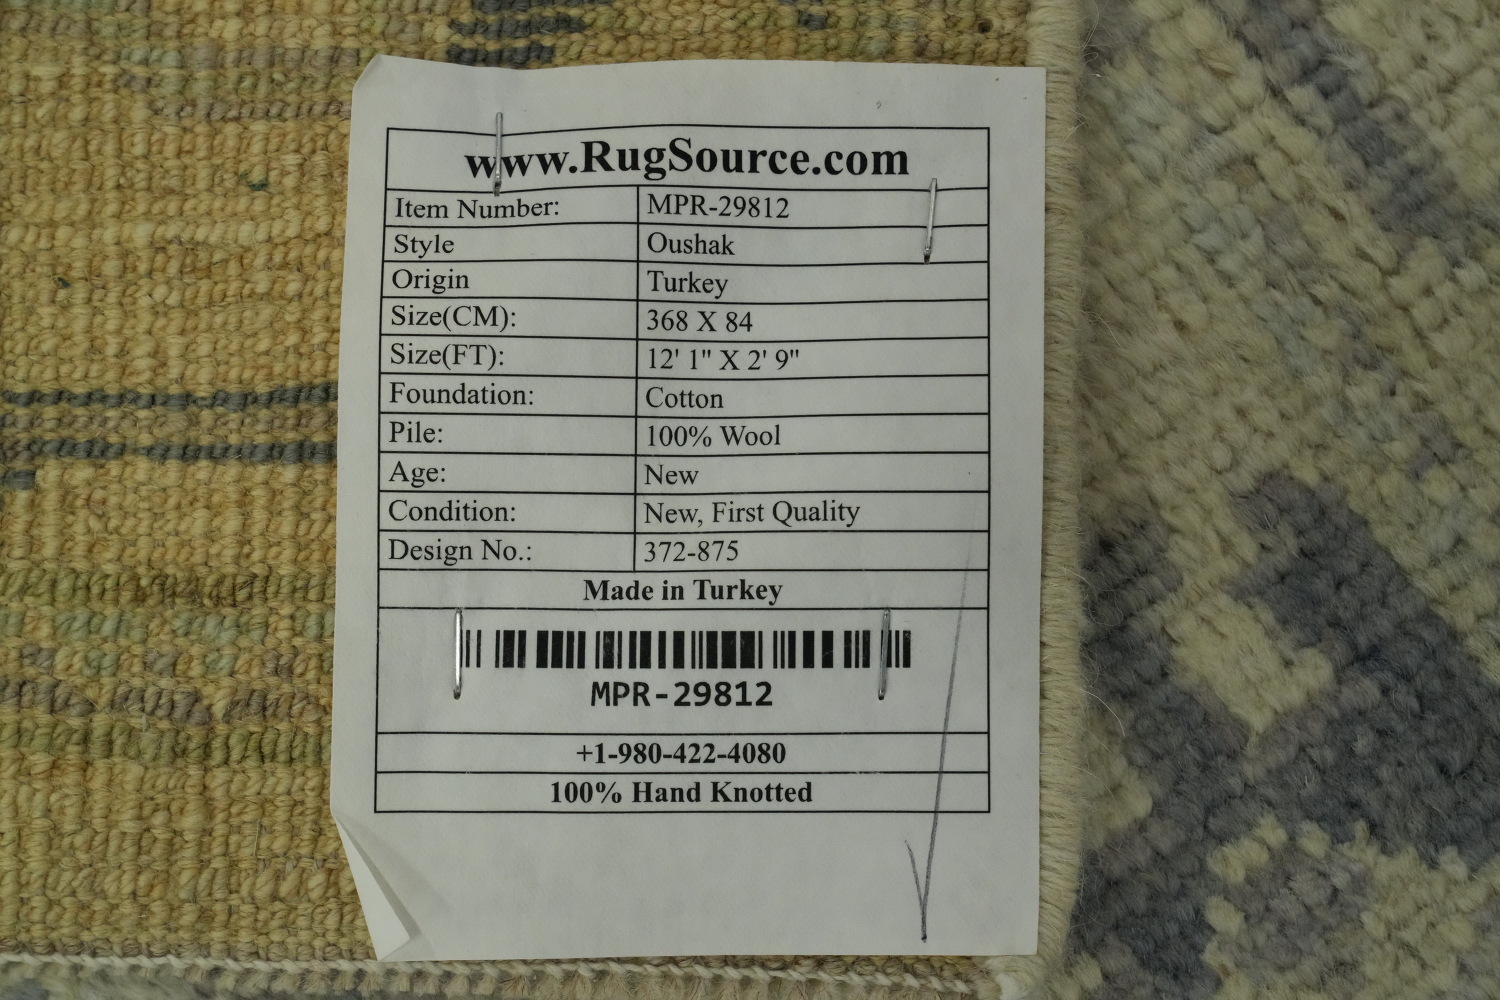 www.RugSource.com
Item Number: MPR-29812
Style Oushak
Origin Turkey
Size(CM): 368 X 84
Size(FT): 12' 1" X 2' 9"
Foundation: Cotton
Pile: 100% Wool
Age: New
Condition: New, First Quality
Design No.: 372-875
Made in Turkey
MPR-29812
+1-980-422-4080
100% Hand Knotted